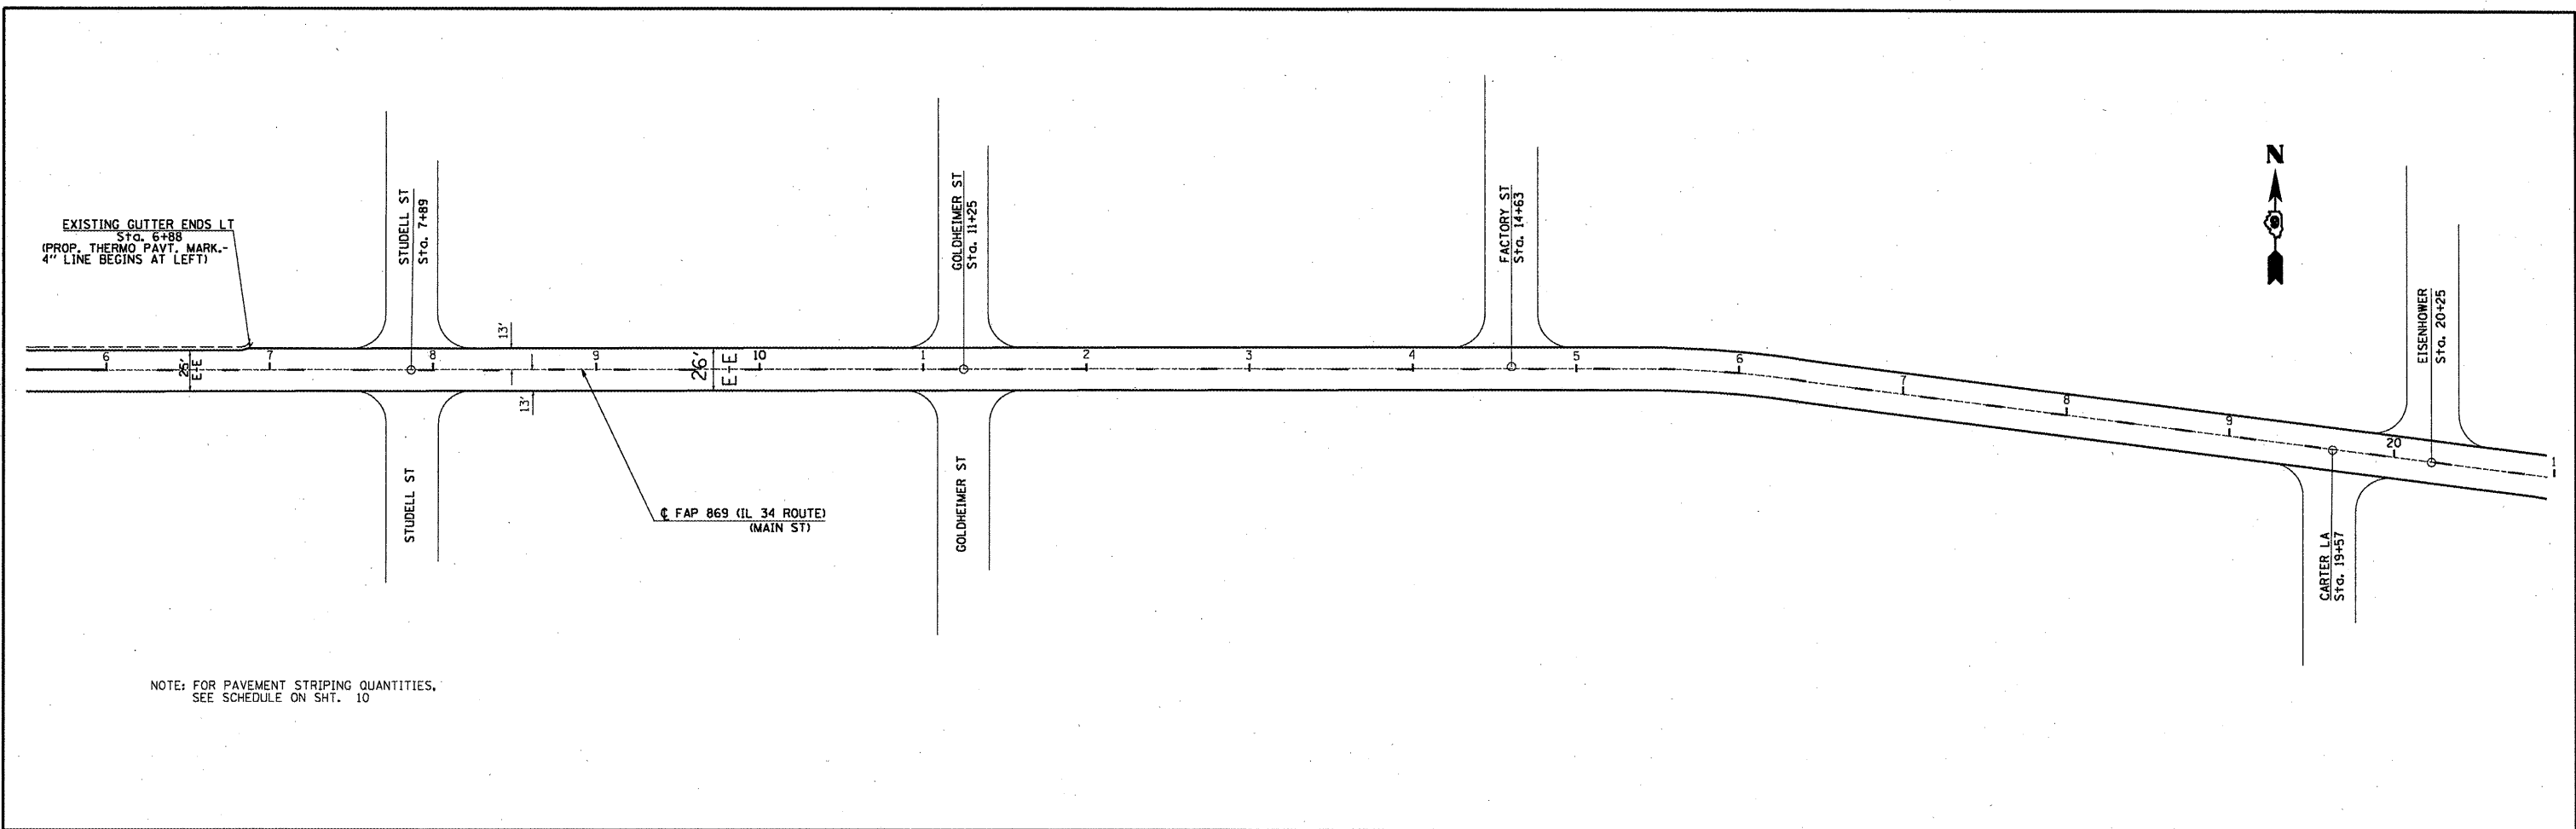 EXISTING GUTTER ENDS LT
Sta. 6+88
(PROP. THERMO PAVT. MARK.-
4" LINE BEGINS AT LEFT)
STUDELL ST
Sta. 7+89
GOLDHEIMER ST
Sta. 11+25
FACTORY ST
Sta. 14+63
N
EISENHOWER
Sta. 20+25
6
7
8
9
10
1
2
3
4
5
6
7
8
9
20
1
25'
E-E
13'
13'
26'
E-E
STUDELL ST
GOLDHEIMER ST
℄ FAP 869 (IL 34 ROUTE)
(MAIN ST)
CARTER LA
Sta. 19+57
NOTE: FOR PAVEMENT STRIPING QUANTITIES,
SEE SCHEDULE ON SHT. 10